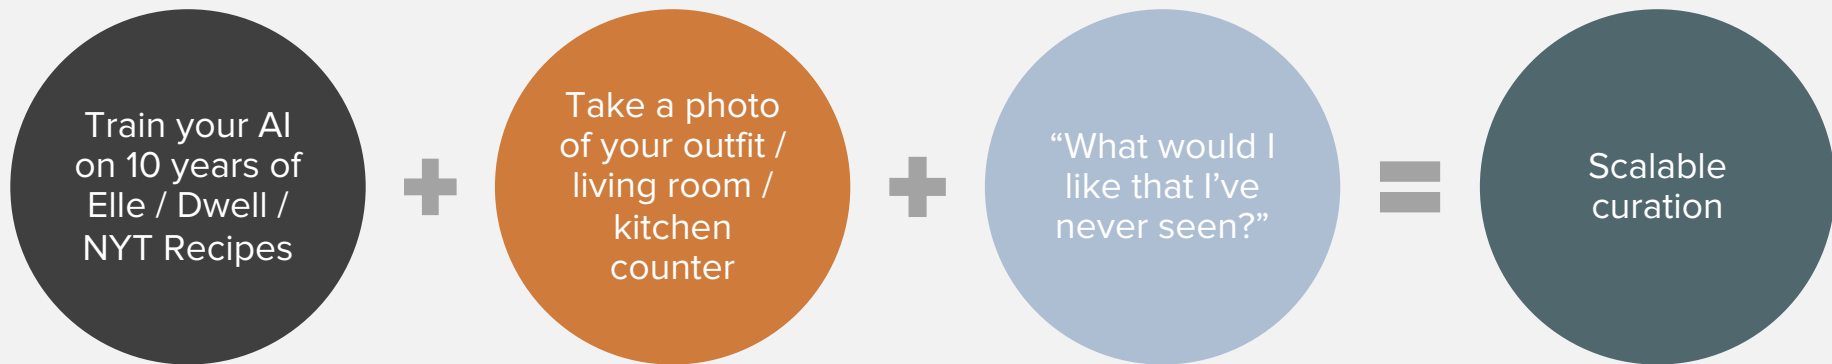 Train your AI
on 10 years of
Elle / Dwell /
NYT Recipes
Take a photo
of your outfit /
living room /
kitchen
counter
“What would I
like that I’ve
never seen?”
Scalable
curation